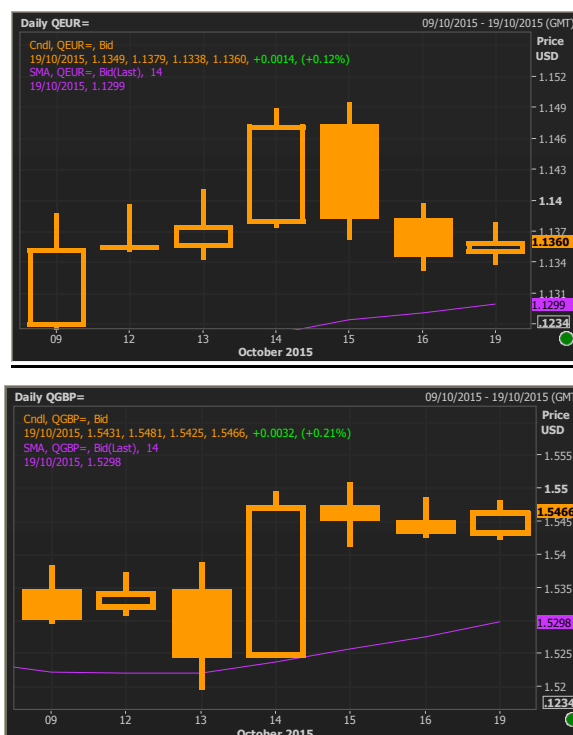 Daily QEUR= 09/10/2015 - 19/10/2015 (GMT)
Cndl, QEUR=, Bid
19/10/2015, 1.1349, 1.1379, 1.1338, 1.1360, +0.0014, (+0.12%)
SMA, QEUR=, Bid(Last), 14
19/10/2015, 1.1299
Price
USD
1.152
1.149
1.146
1.143
1.14
1.137
1.1360
1.134
1.131
1.1299
.1234
09 12 13 14 15 16 19
October 2015
Daily QGBP= 09/10/2015 - 19/10/2015 (GMT
Cndl, QGBP=, Bid
19/10/2015, 1.5431, 1.5481, 1.5425, 1.5466, +0.0032, (+0.21%)
SMA, QGBP=, Bid(Last), 14
19/10/2015, 1.5298
Price
USD
1.555
1.55
1.5466
1.545
1.54
1.535
1.5298
1.525
1.52
.1234
09 12 13 14 15 16 19
October 2015